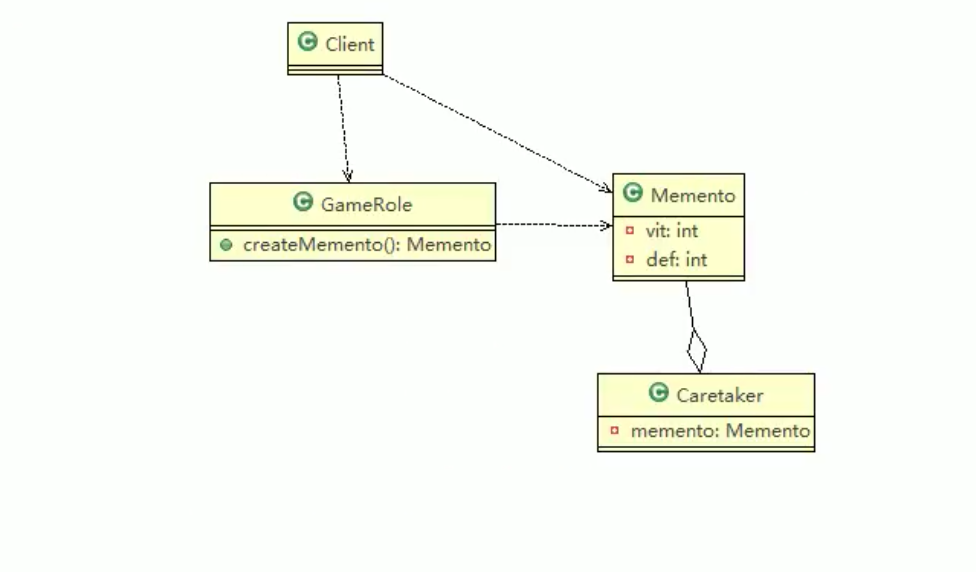 Client
GameRole
createMemento(): Memento
Memento
vit: int
def: int
Caretaker
memento: Memento